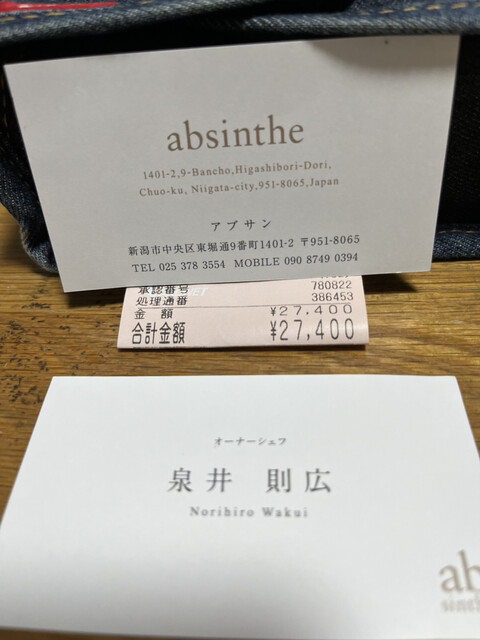 absinthe
1401-2,9-Bancho,Higashibori-Dori,
Chuo-ku, Niigata-city,951-8065,Japan
アブサン
新潟市中央区東堀通9番町1401-2 〒951-8065
TEL 025 378 3554 MOBILE 090 8749 0394
承認番号 780822
処理通番 386453
金 額 ¥27,400
合計金額 ¥27,400
オーナーシェフ
泉井 則広
Norihiro Wakui
ab
sinth